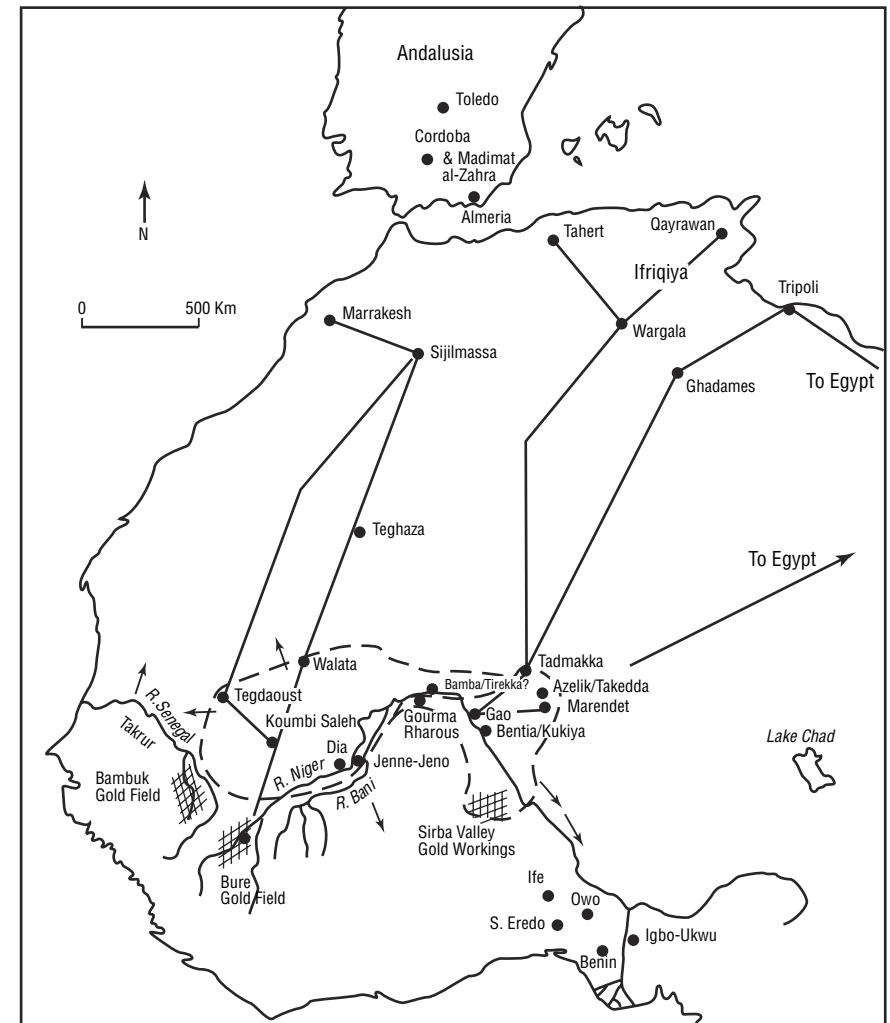 Andalusia
Toledo
Cordoba
& Madimat
al-Zahra
Almeria
N
Tahert
Qayrawan
Ifriqiya
Tripoli
0 500 Km
Marrakesh
Wargala
Sijilmassa
Ghadames
To Egypt
Teghaza
To Egypt
Walata
Tadmakka
Bamba/Tirekka?
Azelik/Takedda
Tegdaoust
Marendet
R. Senegal
Takrur
Koumbi Saleh
Gourma
Rharous
Gao
Bentia/Kukiya
Lake Chad
Dia
Jenne-Jeno
R. Niger
R. Bani
Bambuk
Gold Field
Sirba Valley
Gold Workings
Bure
Gold Field
Ife
Owo
S. Eredo
Igbo-Ukwu
Benin